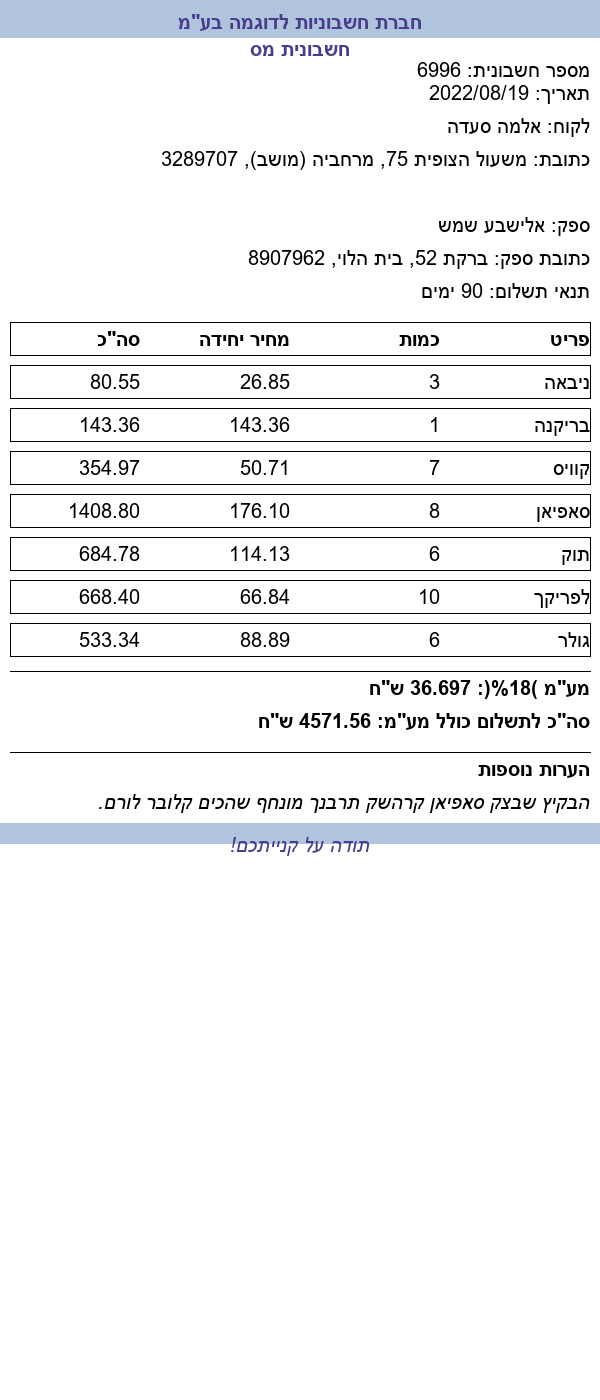 חברת חשבוניות לדוגמה בע"מ
חשבונית מס
מספר חשבונית: 6996
תאריך: 2022/08/19
לקוח: אלמה סעדה
כתובת: משעול הצופית 75, מרחביה (מושב), 3289707
ספק: אלישבע שמש
כתובת ספק: ברקת 52, בית הלוי, 8907962
תנאי תשלום: 90 ימים
פריט כמות מחיר יחידה סה"כ
ניבאה 3 26.85 80.55
בריקנה 1 143.36 143.36
קוויס 7 50.71 354.97
סאפיאן 8 176.10 1408.80
תוק 6 114.13 684.78
לפריקך 10 66.84 668.40
גולר 6 88.89 533.34
מע"מ )18%(: 36.697 ש"ח
סה"כ לתשלום כולל מע"מ: 4571.56 ש"ח
הערות נוספות
הבקיץ שבצק סאפיאן קרהשק תרבנך מונחף שהכים קלובר לורם.
תודה על קנייתכם!